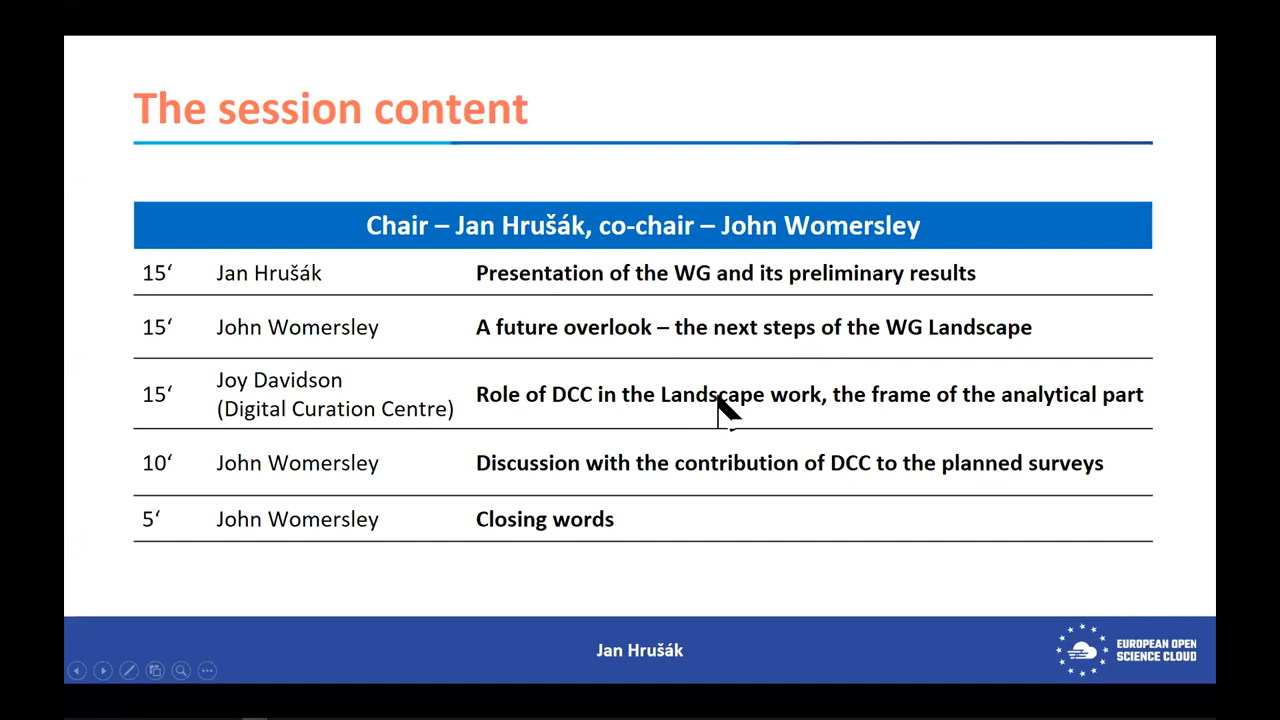 The session content
Chair – Jan Hrušák, co-chair – John Womersley
15‘ Jan Hrušák Presentation of the WG and its preliminary results
15‘ John Womersley A future overlook – the next steps of the WG Landscape
15‘ Joy Davidson
(Digital Curation Centre) Role of DCC in the Landscape work, the frame of the analytical part
10‘ John Womersley Discussion with the contribution of DCC to the planned surveys
5‘ John Womersley Closing words
Jan Hrušák
EUROPEAN OPEN
SCIENCE CLOUD